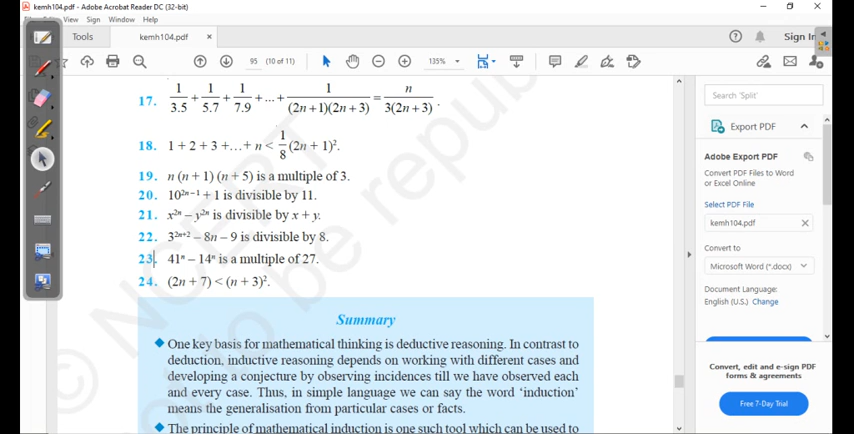 kemh104.pdf - Adobe Acrobat Reader DC (32-bit)
View Sign Window Help
Tools kemh104.pdf × Sign In
95 (10 of 11) 135%
17. 1/3.5 + 1/5.7 + 1/7.9 + ... + 1/(2n + 1)(2n + 3) = n/3(2n + 3) .
18. 1 + 2 + 3 +...+ n < 1/8 (2n + 1)².
19. n (n + 1) (n + 5) is a multiple of 3.
20. 10²ⁿ⁻¹ + 1 is divisible by 11.
21. x²ⁿ – y²ⁿ is divisible by x + y.
22. 3²ⁿ⁺² – 8n – 9 is divisible by 8.
23. 41ⁿ – 14ⁿ is a multiple of 27.
24. (2n + 7) < (n + 3)².
Summary
◆ One key basis for mathematical thinking is deductive reasoning. In contrast to
deduction, inductive reasoning depends on working with different cases and
developing a conjecture by observing incidences till we have observed each
and every case. Thus, in simple language we can say the word ‘induction’
means the generalisation from particular cases or facts.
◆ The principle of mathematical induction is one such tool which can be used to
© NCERT
not to be republ
Search 'Split'
Export PDF
Adobe Export PDF
Convert PDF Files to Word
or Excel Online
Select PDF File
kemh104.pdf ×
Convert to
Microsoft Word (*.docx)
Document Language:
English (U.S.) Change
Convert, edit and e-sign PDF
forms & agreements
Free 7-Day Trial